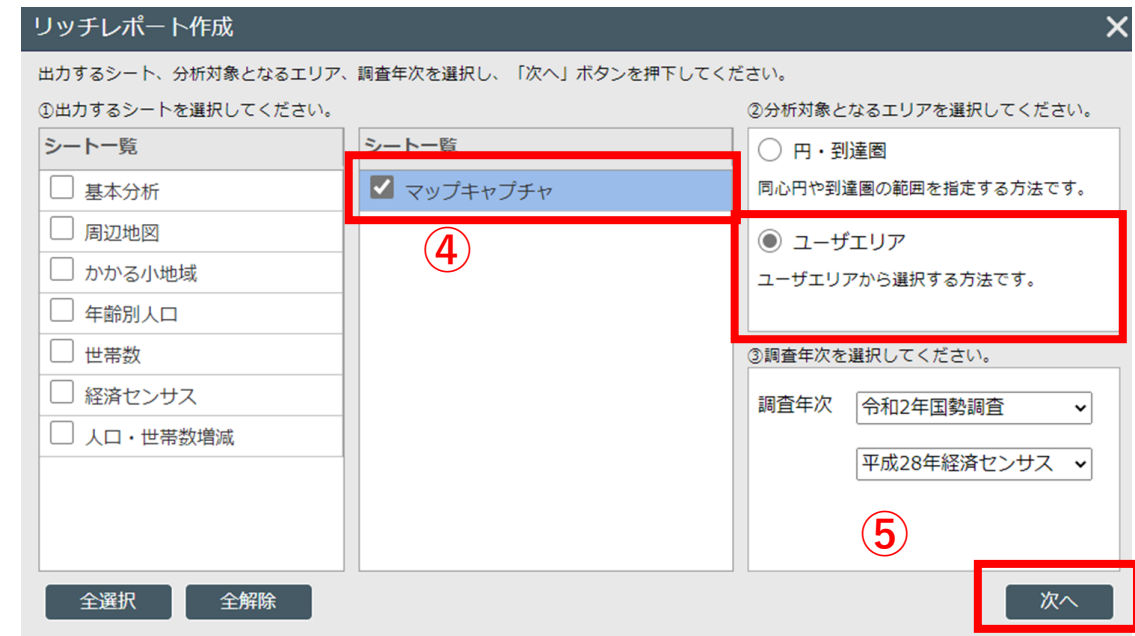 リッチレポート作成
出力するシート、分析対象となるエリア、調査年次を選択し、「次へ」ボタンを押下してください。
①出力するシートを選択してください。
シート一覧
基本分析
周辺地図
かかる小地域
年齢別人口
世帯数
経済センサス
人口・世帯数増減
シート一覧
マップキャプチャ
④
②分析対象となるエリアを選択してください。
円・到達圏
同心円や到達圏の範囲を指定する方法です。
ユーザエリア
ユーザエリアから選択する方法です。
③調査年次を選択してください。
調査年次 令和2年国勢調査
平成28年経済センサス
⑤
全選択 全解除 次へ